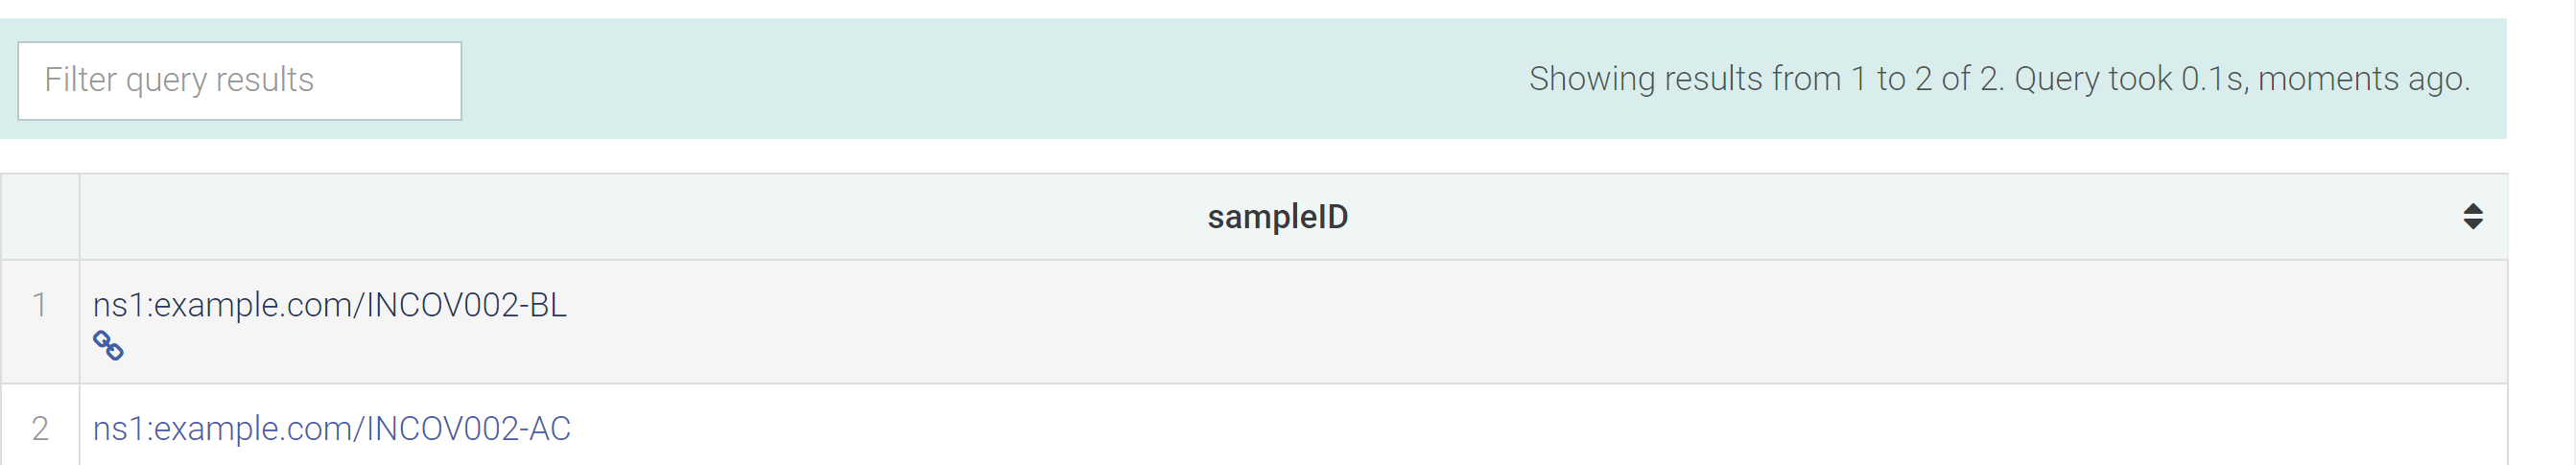 Filter query results
Showing results from 1 to 2 of 2. Query took 0.1s, moments ago.
sampleID
1 ns1:example.com/INCOV002-BL
2 ns1:example.com/INCOV002-AC